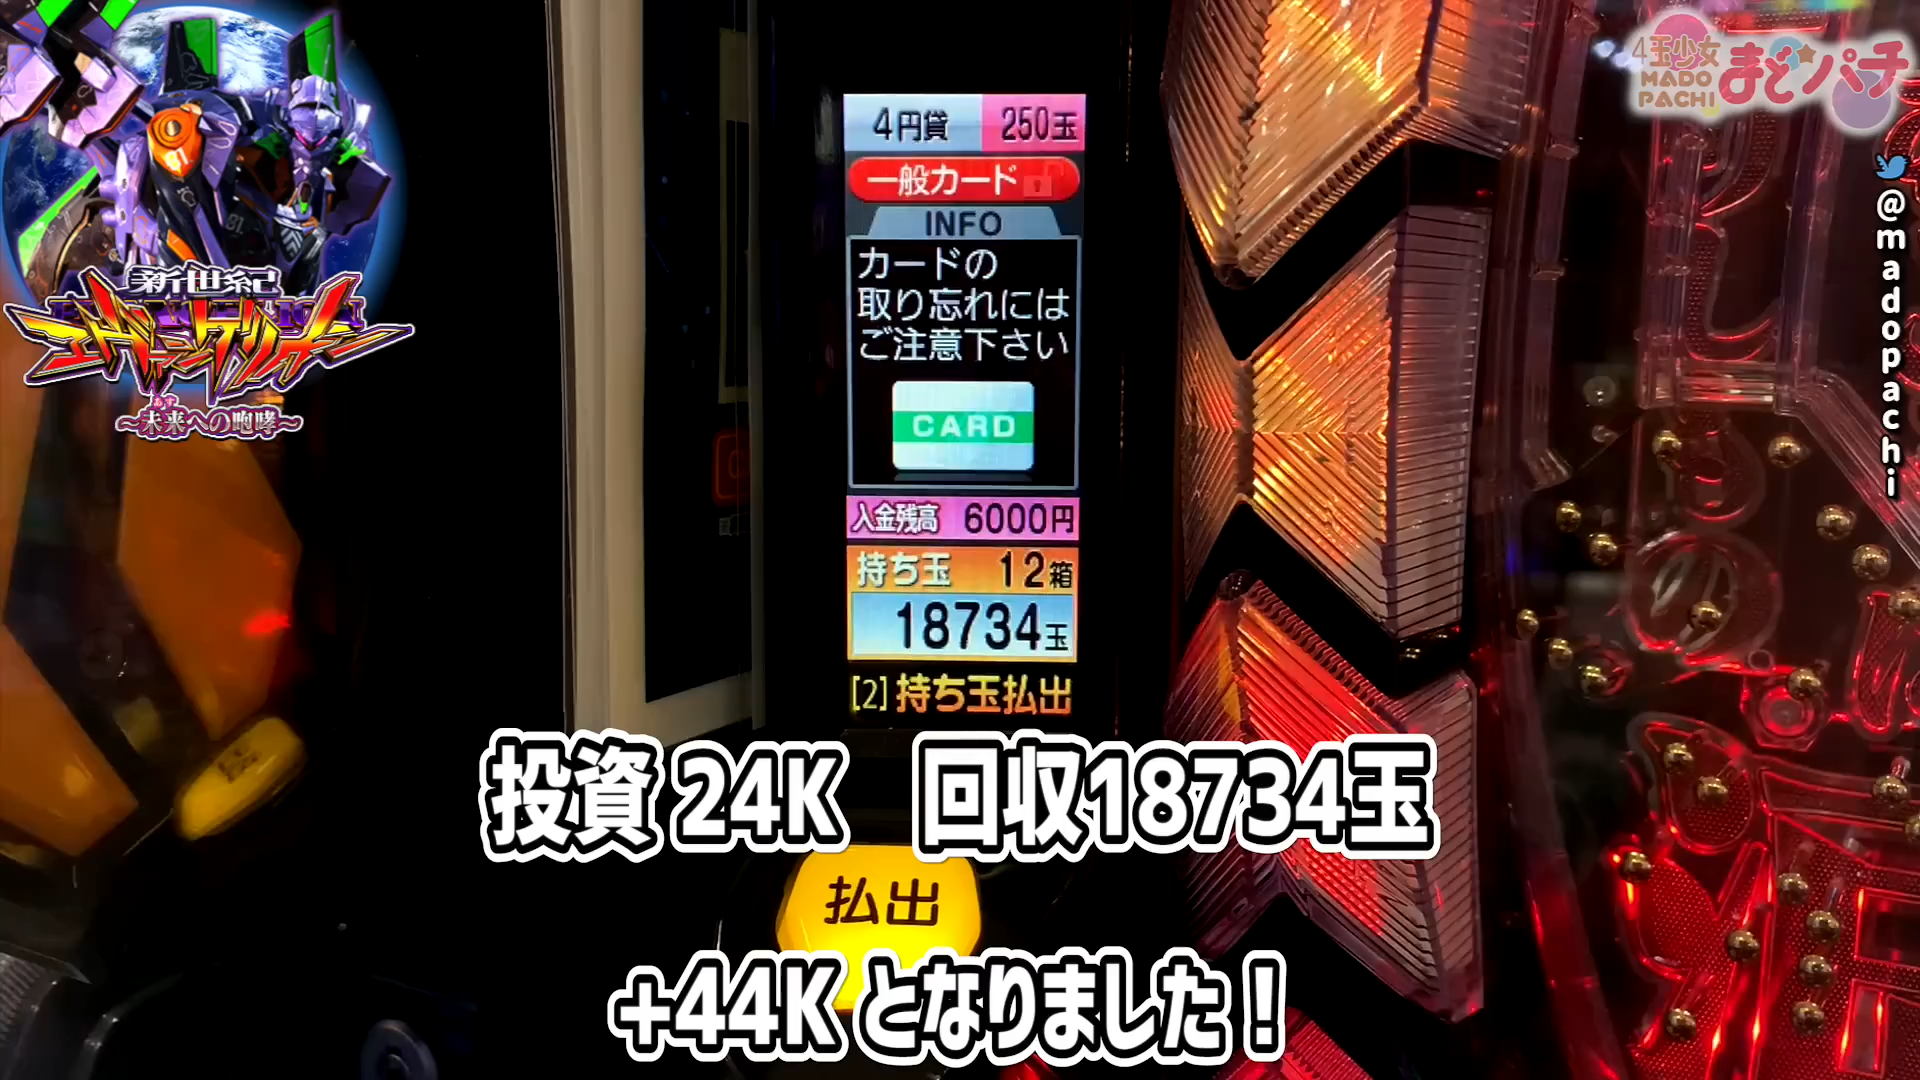 4玉少女
MADO
PACHI
まど★パチ
@madopachi
新世紀
エヴァンゲリオン
あす
〜未来への咆哮〜
4円貸 250玉
一般カード
INFO
カードの
取り忘れには
ご注意下さい
CARD
入金残高 6000円
持ち玉 12箱
18734玉
[2]持ち玉払出
投資 24K 回収18734玉
払出
+44K となりました！